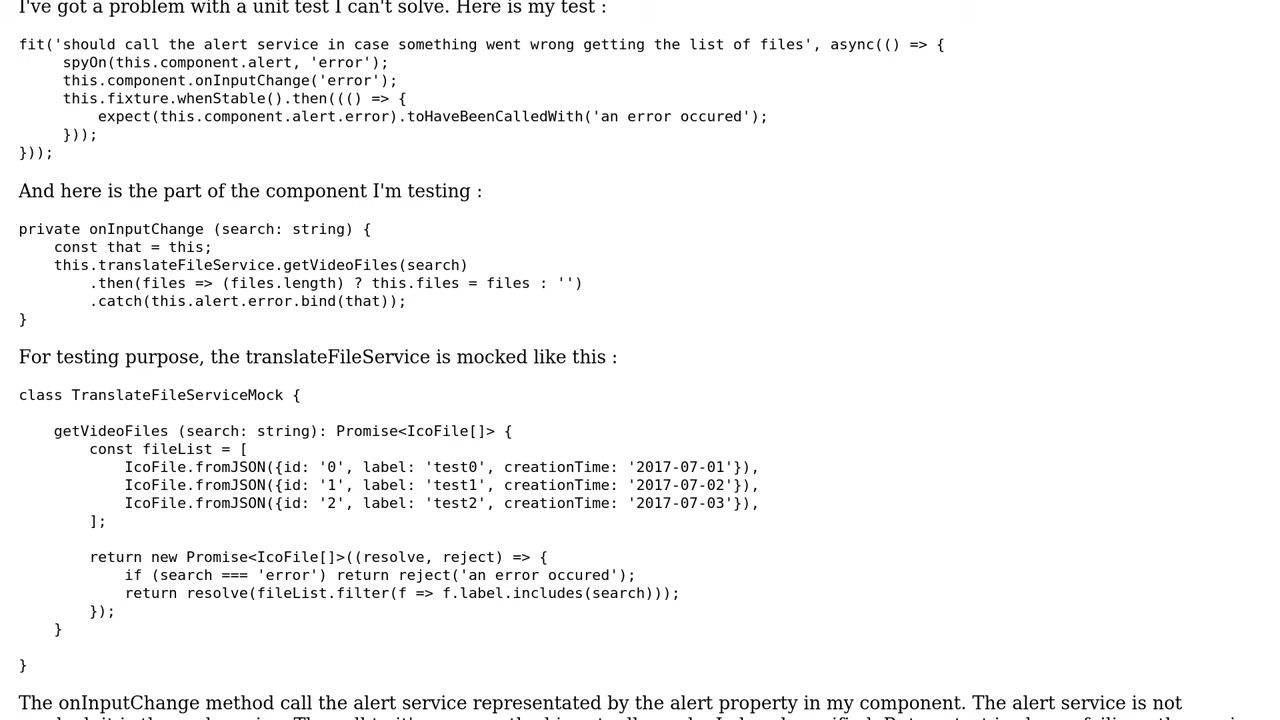 I've got a problem with a unit test I can't solve. Here is my test :
fit('should call the alert service in case something went wrong getting the list of files', async(() => {
     spyOn(this.component.alert, 'error');
     this.component.onInputChange('error');
     this.fixture.whenStable().then((() => {
         expect(this.component.alert.error).toHaveBeenCalledWith('an error occured');
     }));
}));
And here is the part of the component I'm testing :
private onInputChange (search: string) {
    const that = this;
    this.translateFileService.getVideoFiles(search)
        .then(files => (files.length) ? this.files = files : '')
        .catch(this.alert.error.bind(that));
}
For testing purpose, the translateFileService is mocked like this :
class TranslateFileServiceMock {
    getVideoFiles (search: string): Promise<IcoFile[]> {
        const fileList = [
            IcoFile.fromJSON({id: '0', label: 'test0', creationTime: '2017-07-01'}),
            IcoFile.fromJSON({id: '1', label: 'test1', creationTime: '2017-07-02'}),
            IcoFile.fromJSON({id: '2', label: 'test2', creationTime: '2017-07-03'}),
        ];
        return new Promise<IcoFile[]>((resolve, reject) => {
            if (search === 'error') return reject('an error occured');
            return resolve(fileList.filter(f => f.label.includes(search)));
        });
    }
}
The onInputChange method call the alert service representated by the alert property in my component. The alert service is not